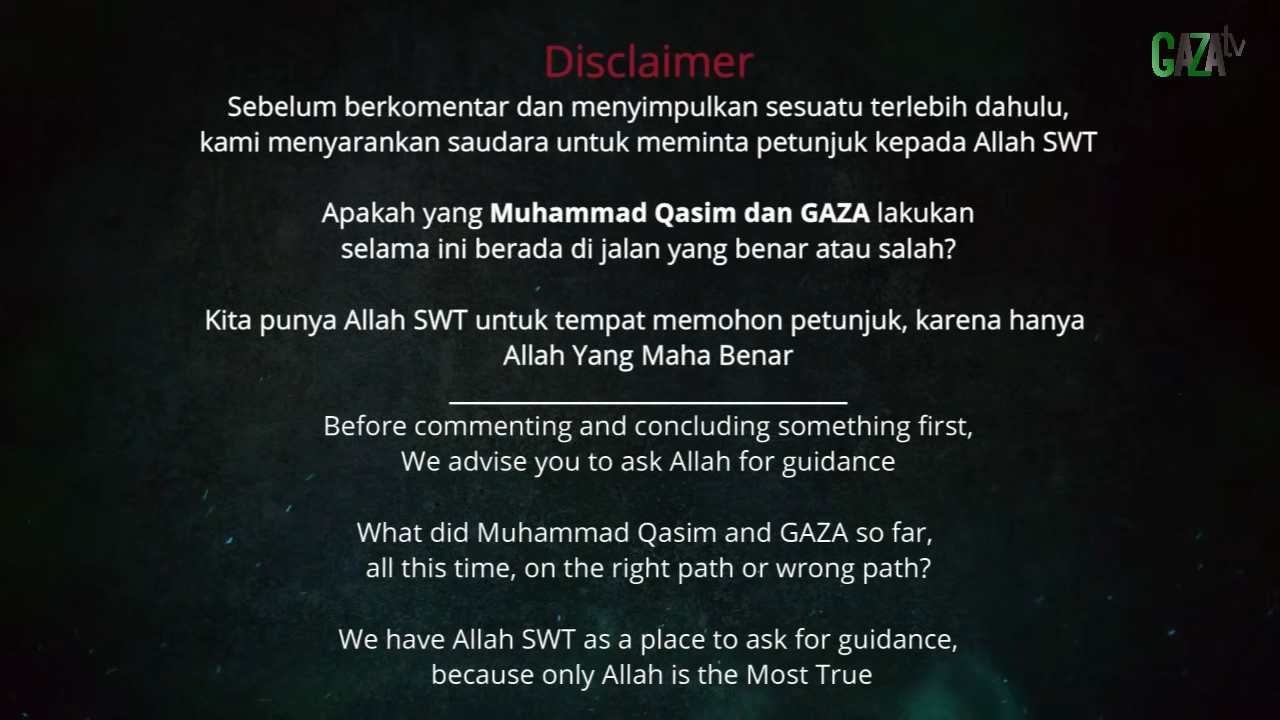 Disclaimer
GAZAtv
Sebelum berkomentar dan menyimpulkan sesuatu terlebih dahulu,
kami menyarankan saudara untuk meminta petunjuk kepada Allah SWT
Apakah yang Muhammad Qasim dan GAZA lakukan
selama ini berada di jalan yang benar atau salah?
Kita punya Allah SWT untuk tempat memohon petunjuk, karena hanya
Allah Yang Maha Benar
Before commenting and concluding something first,
We advise you to ask Allah for guidance
What did Muhammad Qasim and GAZA so far,
all this time, on the right path or wrong path?
We have Allah SWT as a place to ask for guidance,
because only Allah is the Most True